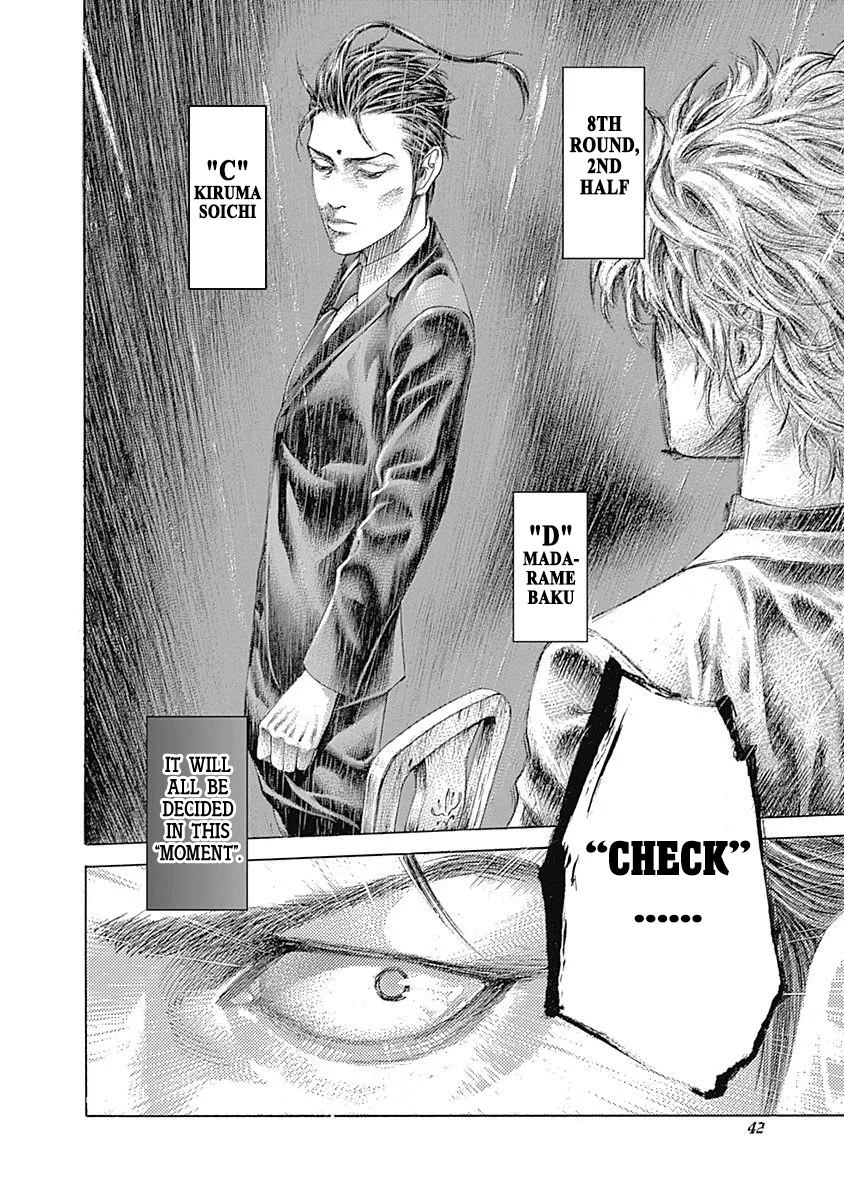 8TH
ROUND,
2ND
HALF
"C"
KIRUMA
SOICHI
"D"
MADA-
RAME
BAKU
IT WILL
ALL BE
DECIDED
IN THIS
"MOMENT".
“CHECK”
......
42